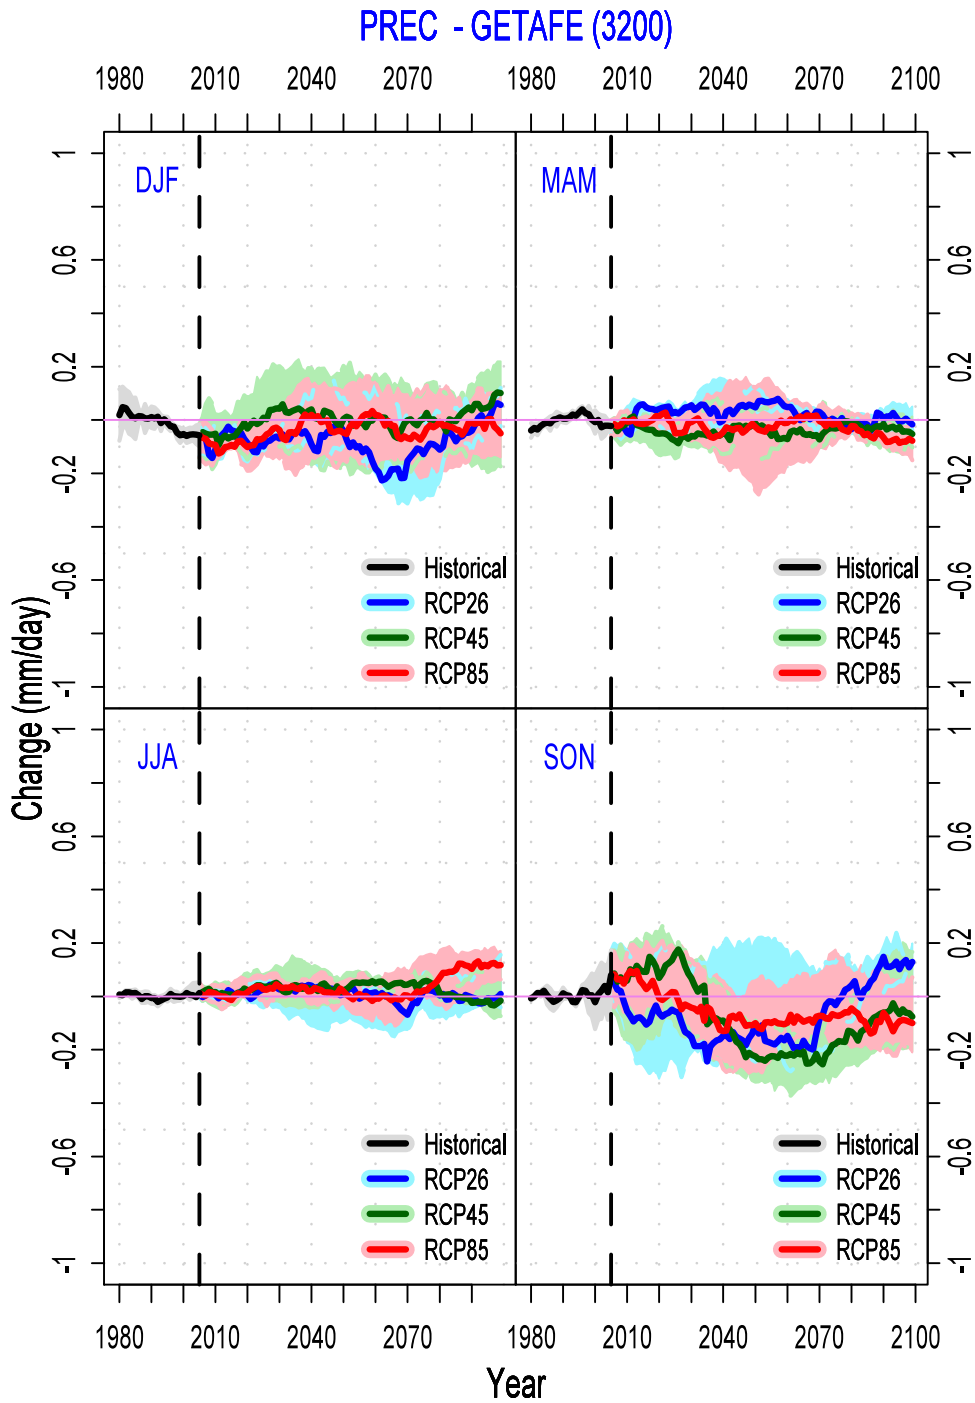 PREC - GETAFE (3200)
1980 2010 2040 2070 1980 2010 2040 2070 2100
DJF MAM
1 0.6 0.2 -0.2 -0.6 -1
1 0.6 0.2 -0.2 -0.6 -1
Historical
RCP26
RCP45
RCP85
Historical
RCP26
RCP45
RCP85
Change (mm/day)
JJA SON
1 0.6 0.2 -0.2 -0.6 -1
1 0.6 0.2 -0.2 -0.6 -1
Historical
RCP26
RCP45
RCP85
Historical
RCP26
RCP45
RCP85
1980 2010 2040 2070 1980 2010 2040 2070 2100
Year